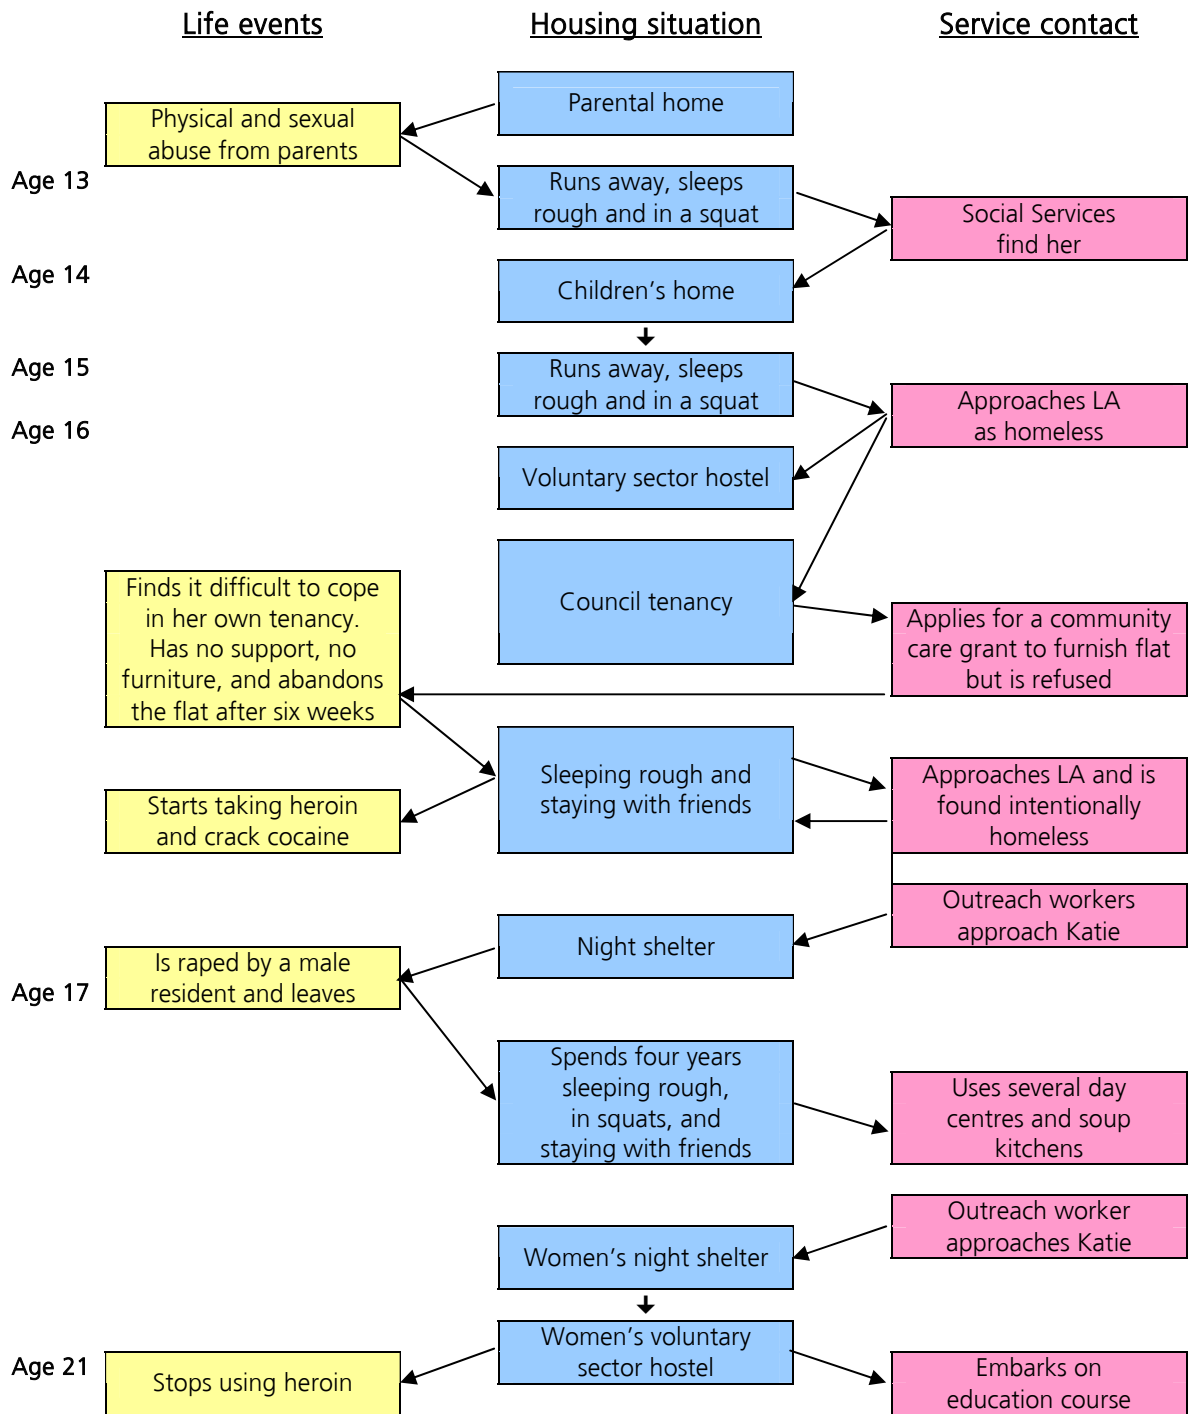 Life events
Housing situation
Service contact
Parental home
Physical and sexual
abuse from parents
Age 13
Runs away, sleeps
rough and in a squat
Social Services
find her
Age 14
Children’s home
Age 15
Runs away, sleeps
rough and in a squat
Approaches LA
as homeless
Age 16
Voluntary sector hostel
Council tenancy
Finds it difficult to cope
in her own tenancy.
Has no support, no
furniture, and abandons
the flat after six weeks
Applies for a community
care grant to furnish flat
but is refused
Sleeping rough and
staying with friends
Approaches LA and is
found intentionally
homeless
Starts taking heroin
and crack cocaine
Outreach workers
approach Katie
Night shelter
Is raped by a male
resident and leaves
Age 17
Spends four years
sleeping rough,
in squats, and
staying with friends
Uses several day
centres and soup
kitchens
Outreach worker
approaches Katie
Women’s night shelter
Women’s voluntary
sector hostel
Age 21
Stops using heroin
Embarks on
education course